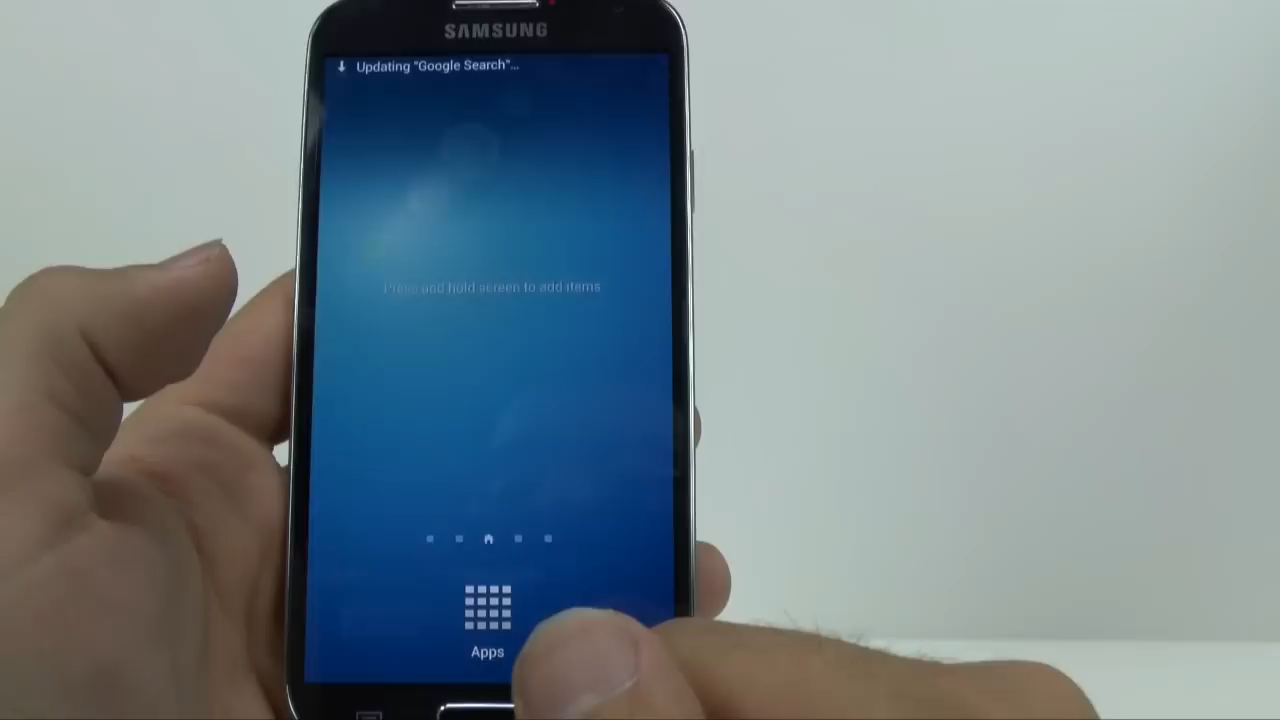 SAMSUNG
Updating "Google Search"...
Press and hold screen to add items
Apps